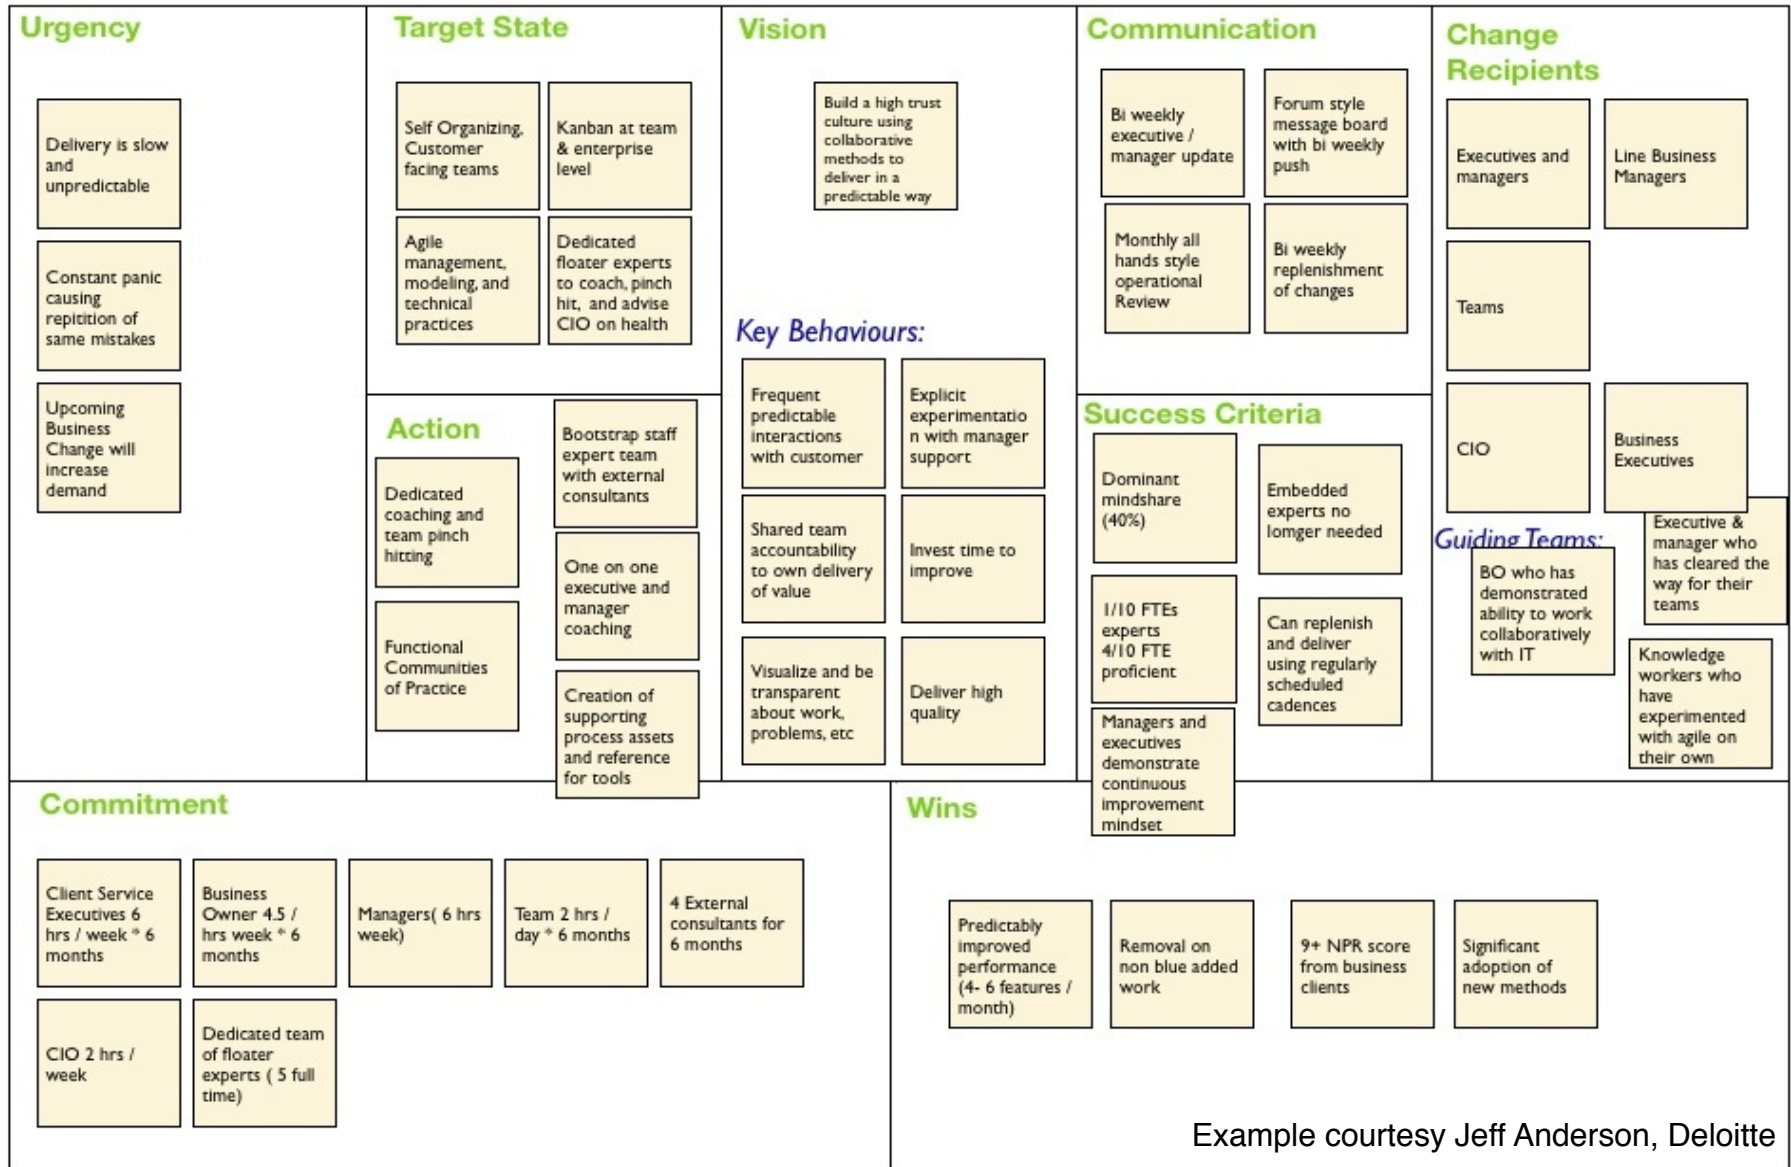 Urgency
Delivery is slow
and
unpredictable
Constant panic
causing
repitition of
same mistakes
Upcoming
Business
Change will
increase
demand
Target State
Self Organizing,
Customer
facing teams
Kanban at team
& enterprise
level
Agile
management,
modeling, and
technical
practices
Dedicated
floater experts
to coach, pinch
hit, and advise
CIO on health
Action
Bootstrap staff
expert team
with external
consultants
Dedicated
coaching and
team pinch
hitting
One on one
executive and
manager
coaching
Functional
Communities
of Practice
Creation of
supporting
process assets
and reference
for tools
Vision
Build a high trust
culture using
collaborative
methods to
deliver in a
predictable way
Key Behaviours:
Frequent
predictable
interactions
with customer
Explicit
experimentatio
n with manager
support
Shared team
accountability
to own delivery
of value
Invest time to
improve
Visualize and be
transparent
about work,
problems, etc
Deliver high
quality
Communication
Bi weekly
executive /
manager update
Forum style
message board
with bi weekly
push
Monthly all
hands style
operational
Review
Bi weekly
replenishment
of changes
Success Criteria
Dominant
mindshare
(40%)
Embedded
experts no
lomger needed
1/10 FTEs
experts
4/10 FTE
proficient
Can replenish
and deliver
using regularly
scheduled
cadences
Managers and
executives
demonstrate
continuous
improvement
mindset
Change
Recipients
Executives and
managers
Line Business
Managers
Teams
CIO
Business
Executives
Guiding Teams:
Executive &
manager who
has cleared the
way for their
teams
BO who has
demonstrated
ability to work
collaboratively
with IT
Knowledge
workers who
have
experimented
with agile on
their own
Commitment
Client Service
Executives 6
hrs / week * 6
months
Business
Owner 4.5 /
hrs week * 6
months
Managers( 6 hrs
week)
Team 2 hrs /
day * 6 months
4 External
consultants for
6 months
CIO 2 hrs /
week
Dedicated team
of floater
experts ( 5 full
time)
Wins
Predictably
improved
performance
(4- 6 features /
month)
Removal on
non blue added
work
9+ NPR score
from business
clients
Significant
adoption of
new methods
Example courtesy Jeff Anderson, Deloitte